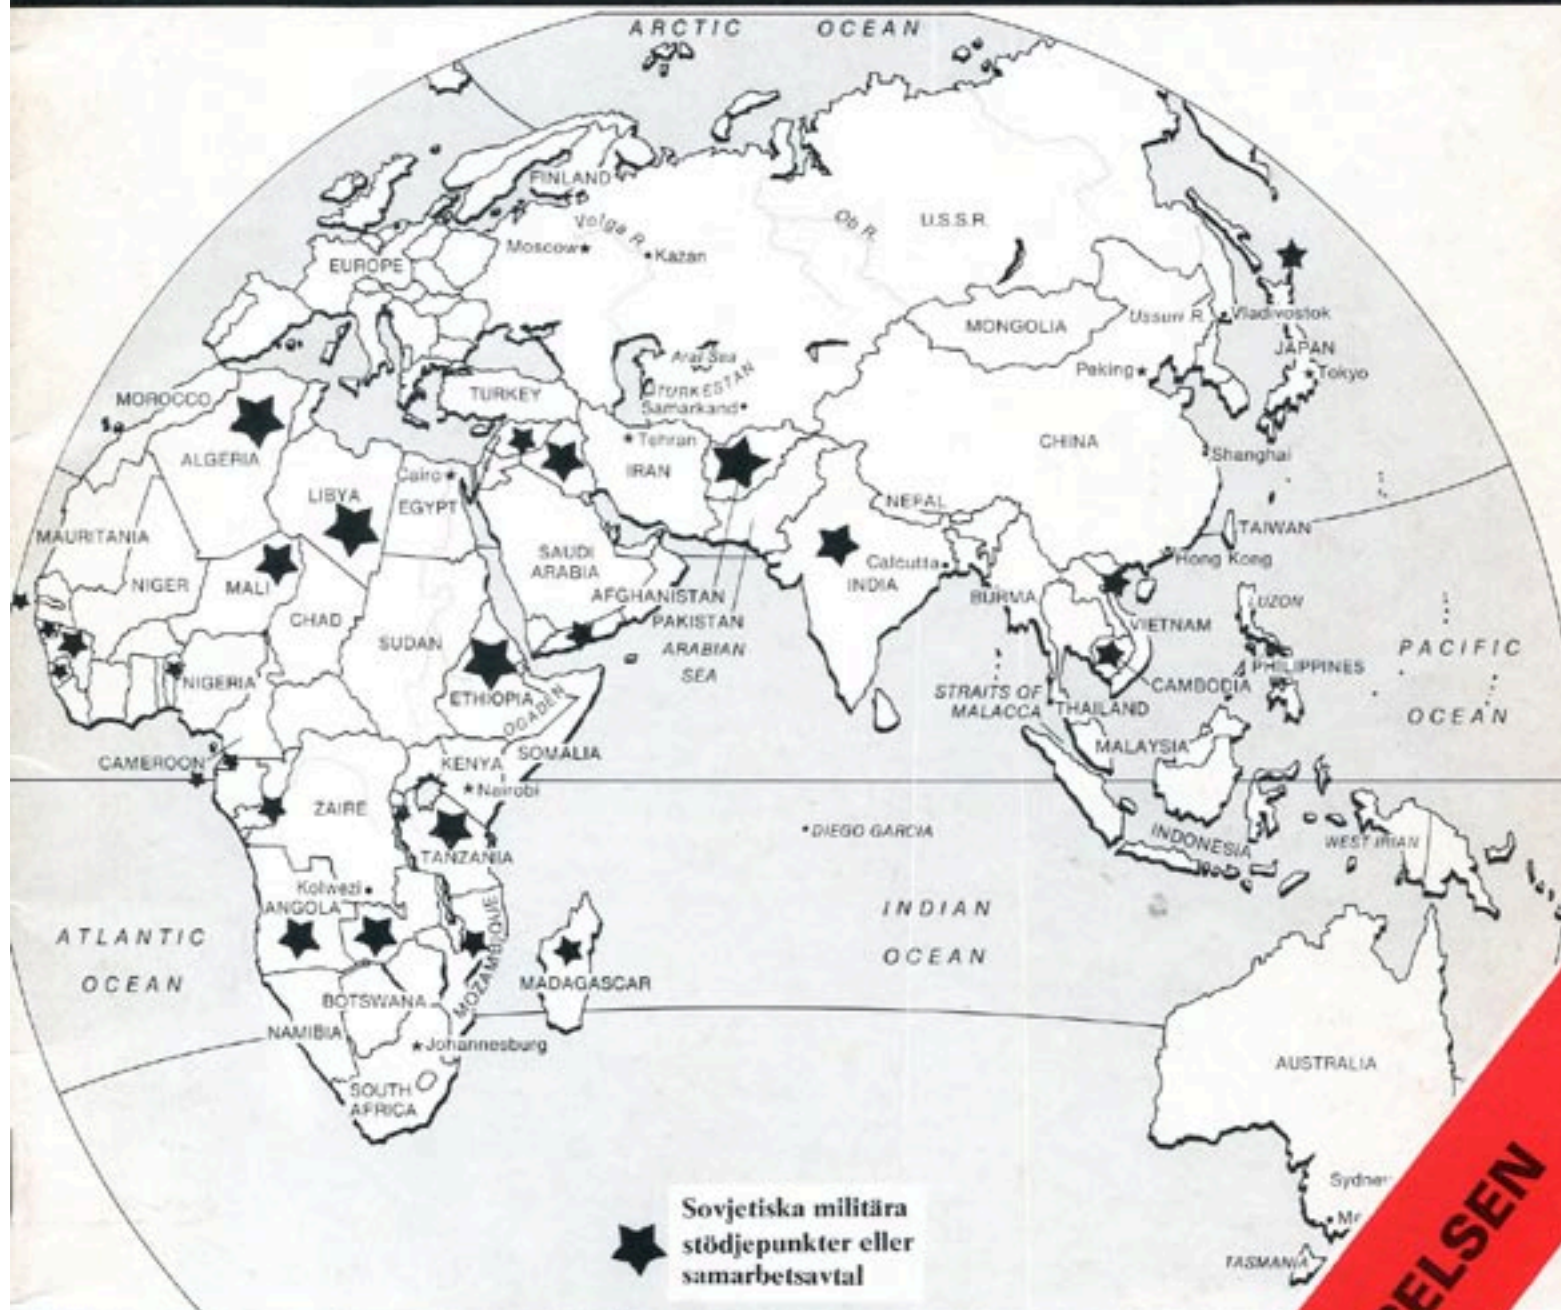 ARCTIC OCEAN
FINLAND
Volga R.
Ob R.
U.S.S.R.
Moscow
Kazan
EUROPE
MONGOLIA
Ussuri R.
Vladivostok
JAPAN
Aral Sea
TURKESTAN
Peking
Tokyo
MOROCCO
TURKEY
Samarkand
Tehran
CHINA
ALGERIA
Cairo
IRAN
Shanghai
LIBYA
EGYPT
NEPAL
TAIWAN
MAURITANIA
SAUDI
ARABIA
Calcutta
Hong Kong
NIGER
MALI
INDIA
AFGHANISTAN
BURMA
LUZON
CHAD
PAKISTAN
VIETNAM
SUDAN
ARABIAN
SEA
PACIFIC
OCEAN
PHILIPPINES
NIGERIA
ETHIOPIA
OGADEN
CAMBODIA
STRAITS OF
MALACCA
THAILAND
SOMALIA
MALAYSIA
CAMEROON
KENYA
Nairobi
ZAIRE
DIEGO GARCIA
INDONESIA
WEST IRIAN
TANZANIA
Kolwezi
ANGOLA
INDIAN
OCEAN
ATLANTIC
OCEAN
MOZAMBIQUE
MADAGASCAR
BOTSWANA
NAMIBIA
Johannesburg
AUSTRALIA
SOUTH
AFRICA
Sydney
TASMANIA
Sovjetiska militära
stödjepunkter eller
samarbetsavtal
ELSEN